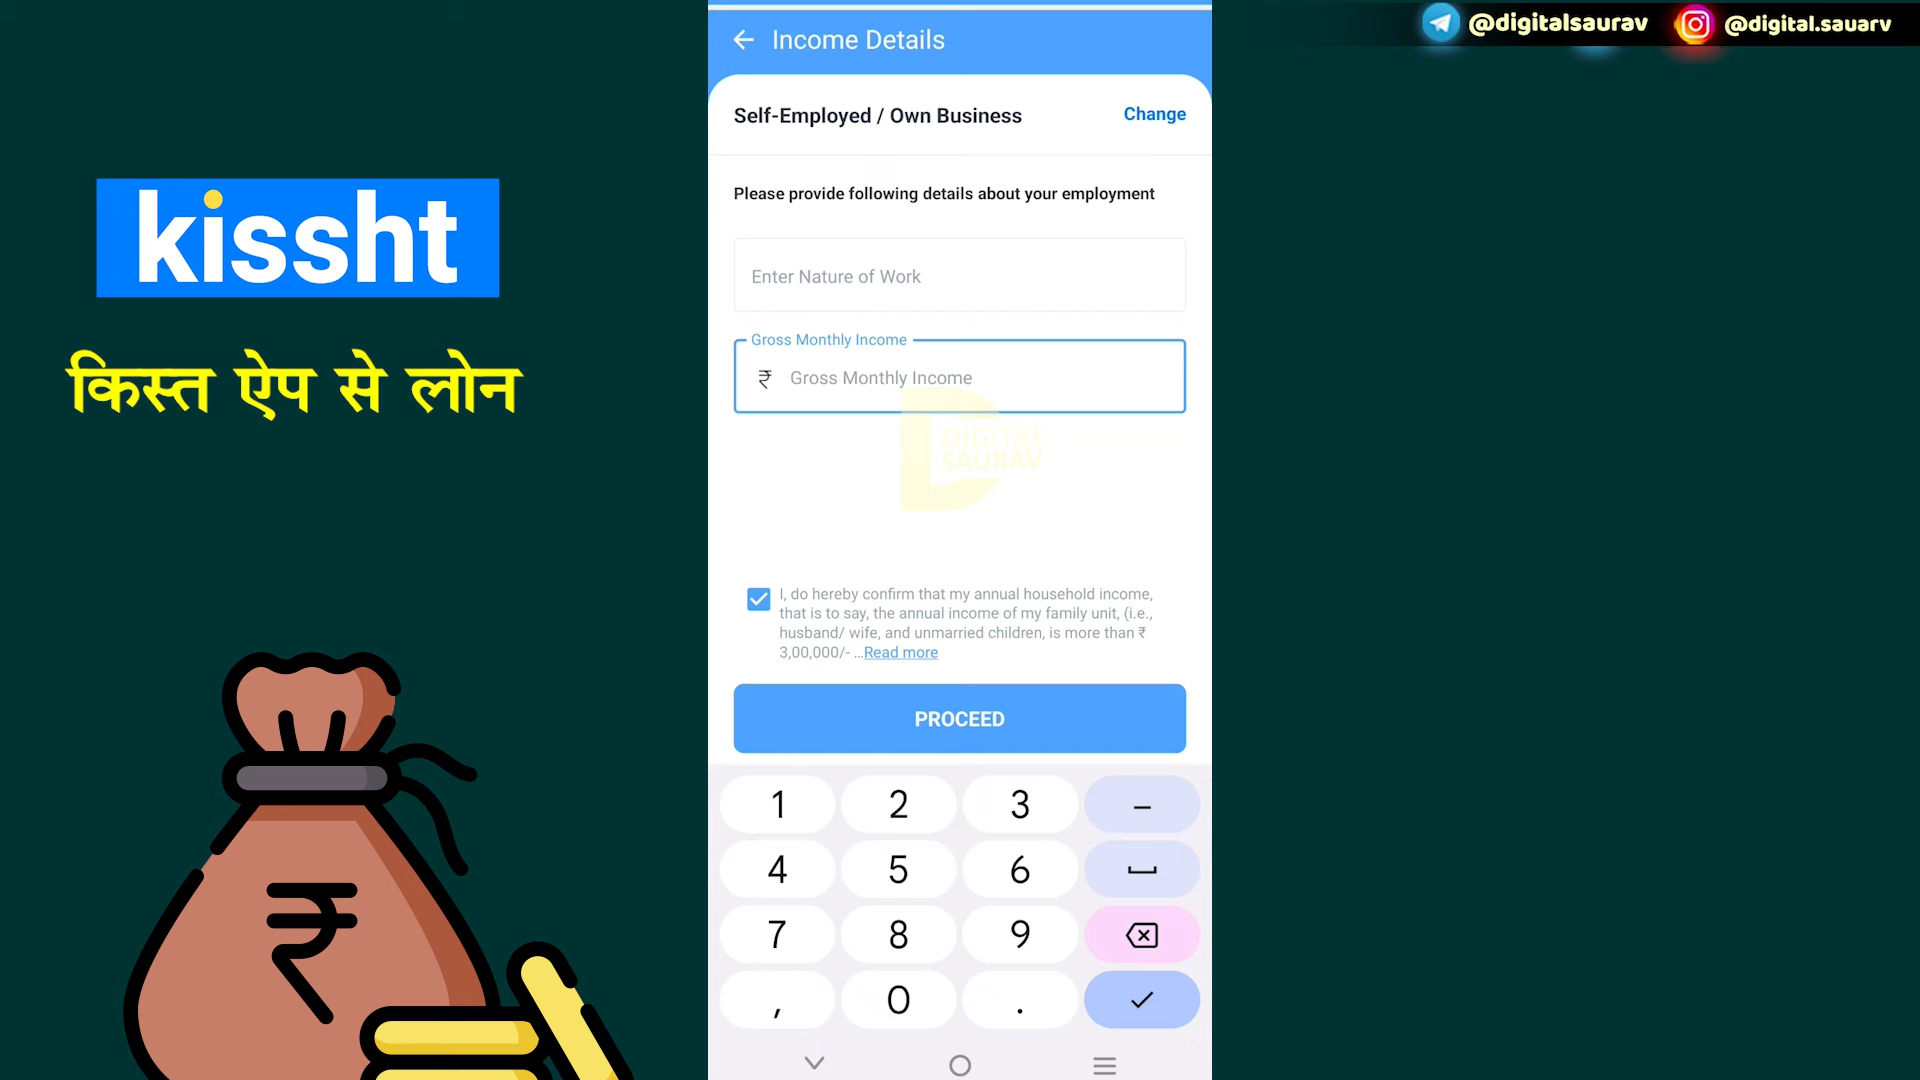 @digitalsaurav @digital.sauarv
kissht
किस्त ऐप से लोन
Income Details
Self-Employed / Own Business Change
Please provide following details about your employment
Enter Nature of Work
Gross Monthly Income
₹ Gross Monthly Income
DIGITAL
SAURAV
I, do hereby confirm that my annual household income,
that is to say, the annual income of my family unit, (i.e.,
husband/ wife, and unmarried children, is more than ₹
3,00,000/- ...Read more
PROCEED
1 2 3 –
4 5 6
7 8 9
, 0 .
₹